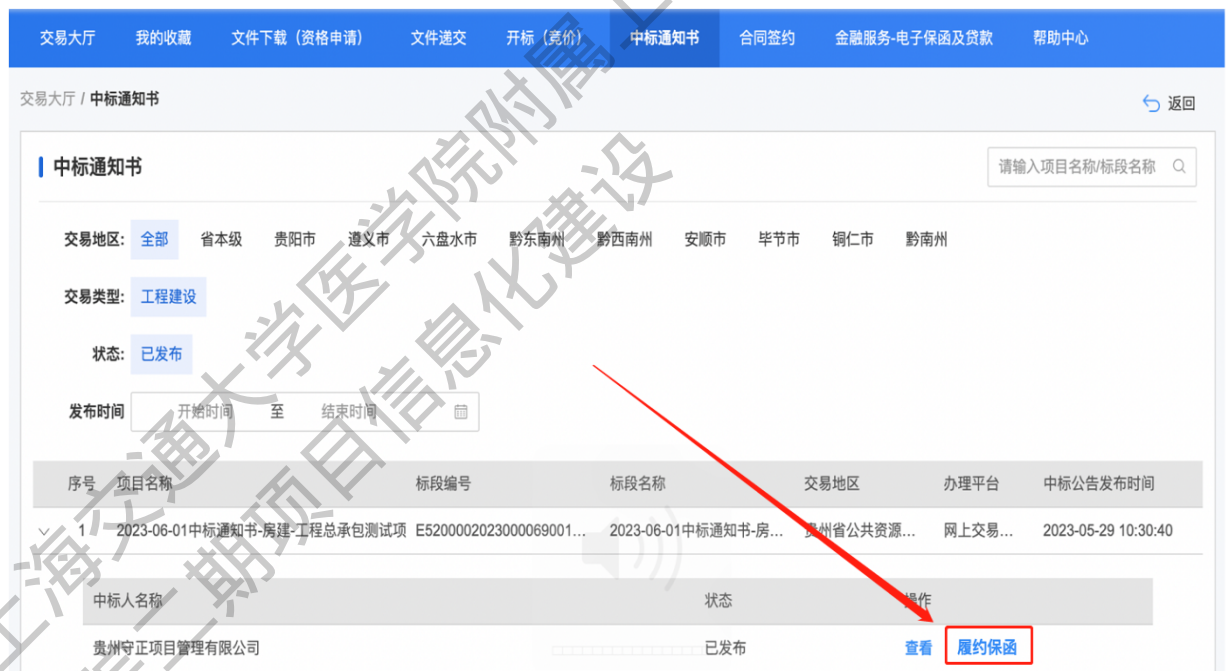 交易大厅 我的收藏 文件下载（资格申请） 文件递交 开标（竞价） 中标通知书 合同签约 金融服务-电子保函及贷款 帮助中心
交易大厅 / 中标通知书 返回
中标通知书 请输入项目名称/标段名称
交易地区: 全部 省本级 贵阳市 遵义市 六盘水市 黔东南州 黔西南州 安顺市 毕节市 铜仁市 黔南州
交易类型: 工程建设
状态: 已发布
发布时间 开始时间 至 结束时间
序号 项目名称 标段编号 标段名称 交易地区 办理平台 中标公告发布时间
1 2023-06-01中标通知书-房建-工程总承包测试项 E5200002023000069001... 2023-06-01中标通知书-房... 贵州省公共资源... 网上交易... 2023-05-29 10:30:40
中标人名称 状态 操作
贵州守正项目管理有限公司 已发布 查看 履约保函
上海交通大学医学院附属上
院二期项目信息化建设